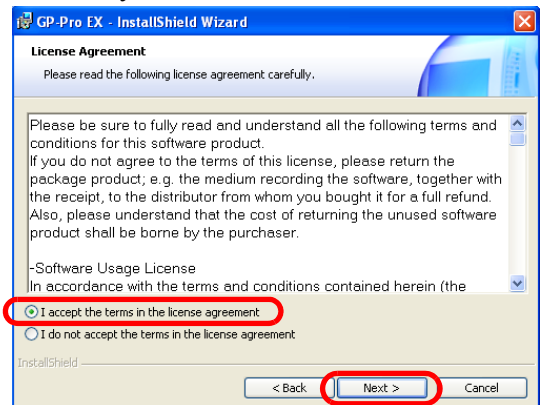 GP-Pro EX - InstallShield Wizard
License Agreement
Please read the following license agreement carefully.
Please be sure to fully read and understand all the following terms and
conditions for this software product.
If you do not agree to the terms of this license, please return the
package product; e.g. the medium recording the software, together with
the receipt, to the distributor from whom you bought it for a full refund.
Also, please understand that the cost of returning the unused software
product shall be borne by the purchaser.
-Software Usage License
In accordance with the terms and conditions contained herein (the
I accept the terms in the license agreement
I do not accept the terms in the license agreement
InstallShield
< Back Next > Cancel